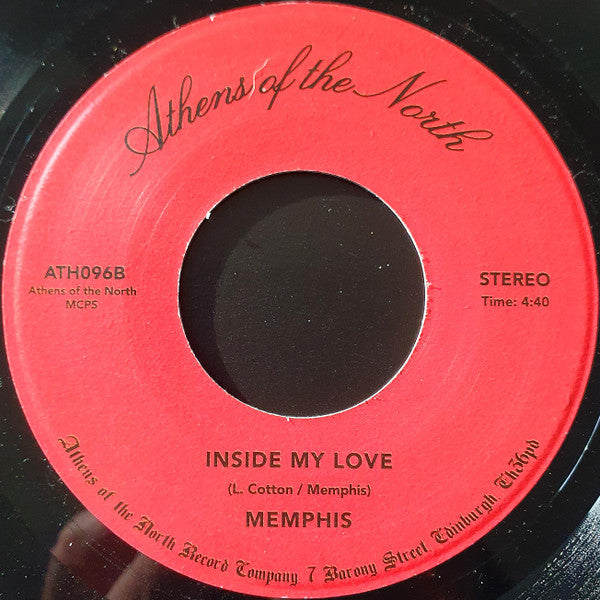 Athens of the North
ATH096B
Athens of the North
MCPS
STEREO
Time: 4:40
INSIDE MY LOVE
(L. Cotton / Memphis)
MEMPHIS
Athens of the North Record Company 7 Barony Street Edinburgh Eh36pd